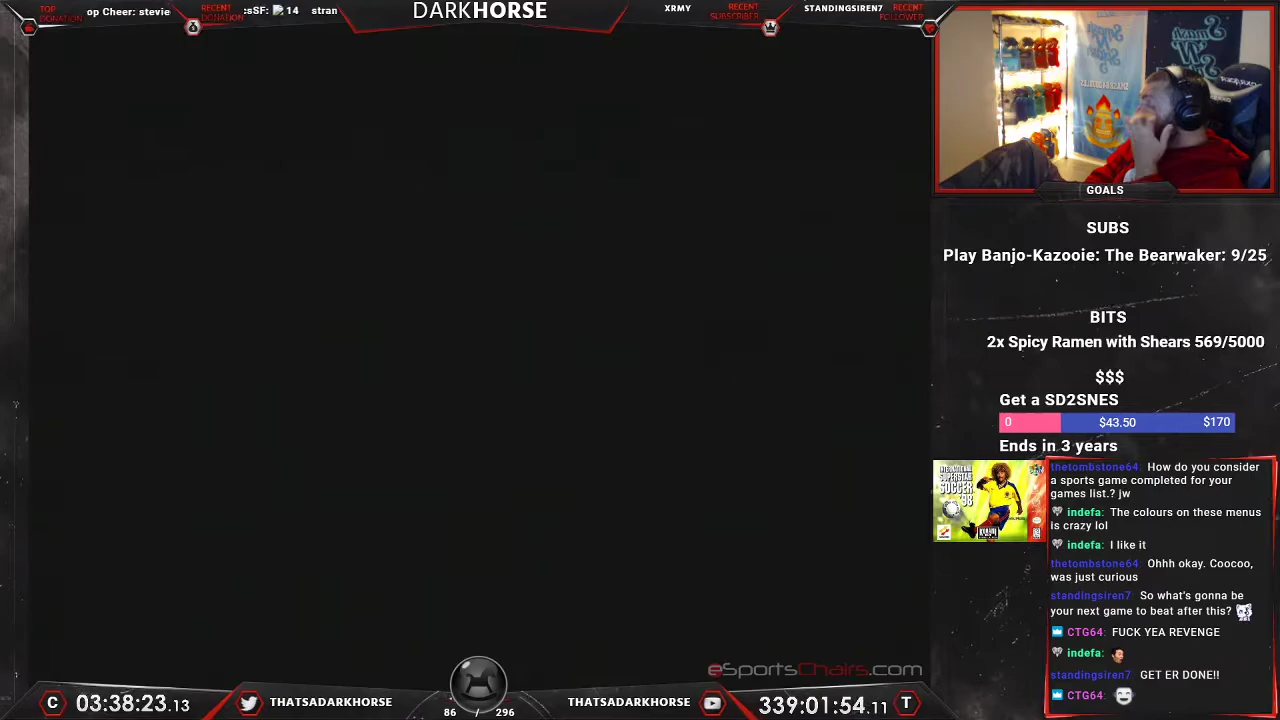 TOP DONATION
op Cheer: stevie
RECENT DONATION
:sSF: 14 stran
DARKHORSE
XRMY
RECENT SUBSCRIBER
STANDINGSIREN7
RECENT FOLLOWER
GOALS
SUBS
Play Banjo-Kazooie: The Bearwaker: 9/25
BITS
2x Spicy Ramen with Shears 569/5000
$$$
Get a SD2SNES
0 $43.50 $170
Ends in 3 years
INTERNATIONAL
SUPERSTAR
SOCCER
'98
thetombstone64: How do you consider
a sports game completed for your
games list.? jw
indefa: The colours on these menus
is crazy lol
indefa: I like it
thetombstone64: Ohhh okay. Coocoo,
was just curious
standingsiren7: So what's gonna be
your next game to beat after this?
CTG64: FUCK YEA REVENGE
indefa:
standingsiren7: GET ER DONE!!
CTG64:
eSportsChairs.com
C 03:38:23.13
THATSADARKHORSE
86 / 296
THATSADARKHORSE
339:01:54.11 T